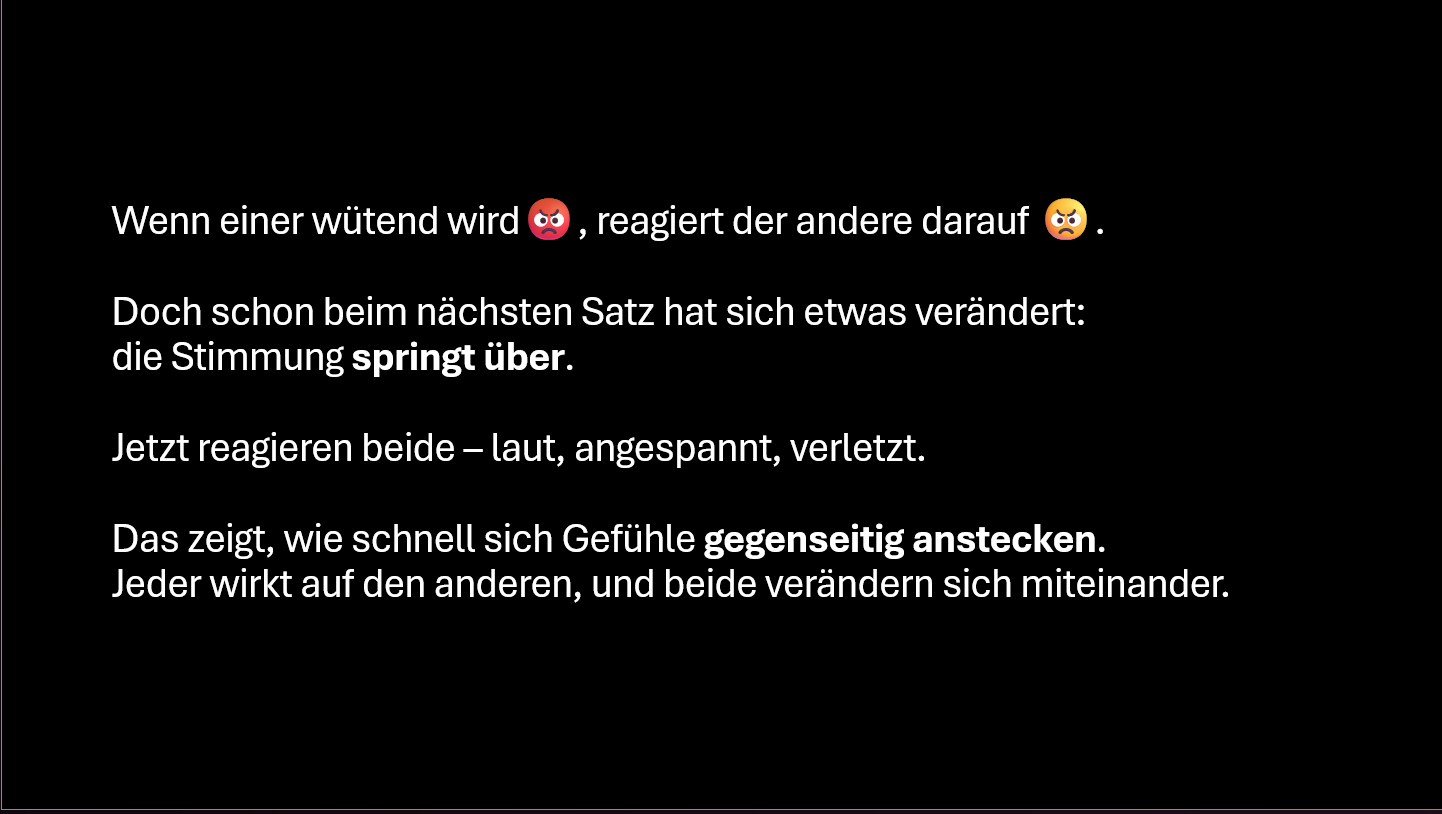 Wenn einer wütend wird 😡 , reagiert der andere darauf 😠 .
Doch schon beim nächsten Satz hat sich etwas verändert:
die Stimmung springt über.
Jetzt reagieren beide – laut, angespannt, verletzt.
Das zeigt, wie schnell sich Gefühle gegenseitig anstecken.
Jeder wirkt auf den anderen, und beide verändern sich miteinander.